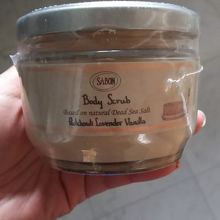 SABON
Body Scrub
Based on natural Dead Sea Salt
Patchouli Lavender Vanilla